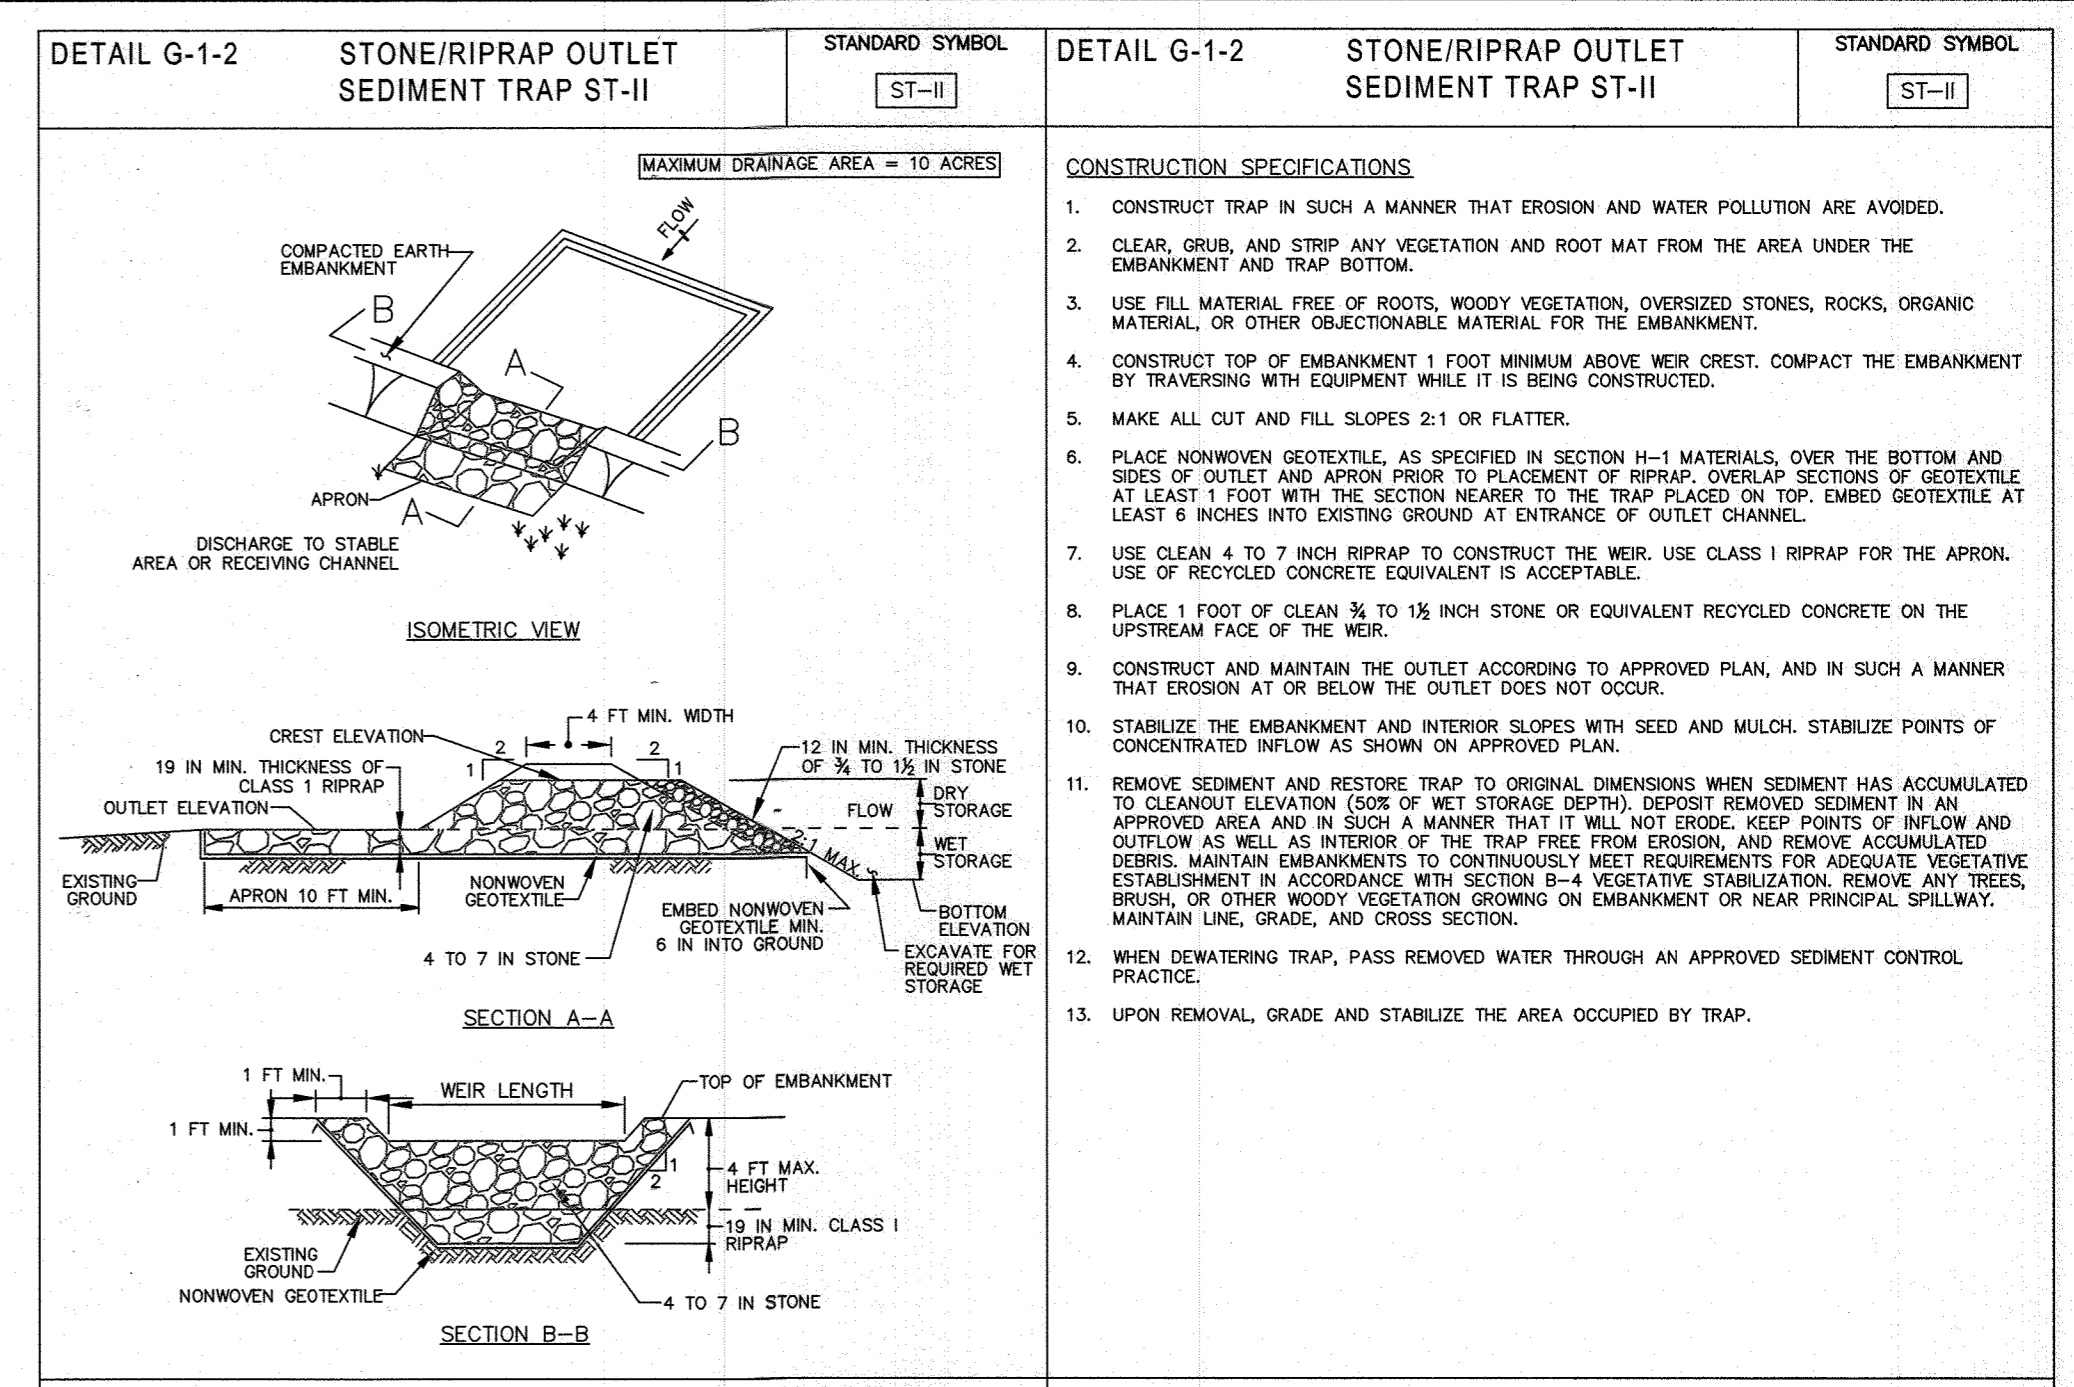 DETAIL G-1-2
STONE/RIPRAP OUTLET
SEDIMENT TRAP ST-II
STANDARD SYMBOL
ST-II
MAXIMUM DRAINAGE AREA = 10 ACRES
FLOW
COMPACTED EARTH
EMBANKMENT
B
A
B
APRON
A
DISCHARGE TO STABLE
AREA OR RECEIVING CHANNEL
ISOMETRIC VIEW
4 FT MIN. WIDTH
CREST ELEVATION
2
1
2
1
12 IN MIN. THICKNESS
OF ¾ TO 1½ IN STONE
19 IN MIN. THICKNESS OF
CLASS 1 RIPRAP
OUTLET ELEVATION
FLOW
DRY
STORAGE
WET
STORAGE
2:1 MAX.
EXISTING
GROUND
APRON 10 FT MIN.
NONWOVEN
GEOTEXTILE
EMBED NONWOVEN
GEOTEXTILE MIN.
6 IN INTO GROUND
BOTTOM
ELEVATION
4 TO 7 IN STONE
EXCAVATE FOR
REQUIRED WET
STORAGE
SECTION A-A
1 FT MIN.
WEIR LENGTH
TOP OF EMBANKMENT
1 FT MIN.
1
2
4 FT MAX.
HEIGHT
19 IN MIN. CLASS I
RIPRAP
EXISTING
GROUND
NONWOVEN GEOTEXTILE
4 TO 7 IN STONE
SECTION B-B
DETAIL G-1-2
STONE/RIPRAP OUTLET
SEDIMENT TRAP ST-II
STANDARD SYMBOL
ST-II
CONSTRUCTION SPECIFICATIONS
1. CONSTRUCT TRAP IN SUCH A MANNER THAT EROSION AND WATER POLLUTION ARE AVOIDED.
2. CLEAR, GRUB, AND STRIP ANY VEGETATION AND ROOT MAT FROM THE AREA UNDER THE
EMBANKMENT AND TRAP BOTTOM.
3. USE FILL MATERIAL FREE OF ROOTS, WOODY VEGETATION, OVERSIZED STONES, ROCKS, ORGANIC
MATERIAL, OR OTHER OBJECTIONABLE MATERIAL FOR THE EMBANKMENT.
4. CONSTRUCT TOP OF EMBANKMENT 1 FOOT MINIMUM ABOVE WEIR CREST. COMPACT THE EMBANKMENT
BY TRAVERSING WITH EQUIPMENT WHILE IT IS BEING CONSTRUCTED.
5. MAKE ALL CUT AND FILL SLOPES 2:1 OR FLATTER.
6. PLACE NONWOVEN GEOTEXTILE, AS SPECIFIED IN SECTION H-1 MATERIALS, OVER THE BOTTOM AND
SIDES OF OUTLET AND APRON PRIOR TO PLACEMENT OF RIPRAP. OVERLAP SECTIONS OF GEOTEXTILE
AT LEAST 1 FOOT WITH THE SECTION NEARER TO THE TRAP PLACED ON TOP. EMBED GEOTEXTILE AT
LEAST 6 INCHES INTO EXISTING GROUND AT ENTRANCE OF OUTLET CHANNEL.
7. USE CLEAN 4 TO 7 INCH RIPRAP TO CONSTRUCT THE WEIR. USE CLASS I RIPRAP FOR THE APRON.
USE OF RECYCLED CONCRETE EQUIVALENT IS ACCEPTABLE.
8. PLACE 1 FOOT OF CLEAN ¾ TO 1½ INCH STONE OR EQUIVALENT RECYCLED CONCRETE ON THE
UPSTREAM FACE OF THE WEIR.
9. CONSTRUCT AND MAINTAIN THE OUTLET ACCORDING TO APPROVED PLAN, AND IN SUCH A MANNER
THAT EROSION AT OR BELOW THE OUTLET DOES NOT OCCUR.
10. STABILIZE THE EMBANKMENT AND INTERIOR SLOPES WITH SEED AND MULCH. STABILIZE POINTS OF
CONCENTRATED INFLOW AS SHOWN ON APPROVED PLAN.
11. REMOVE SEDIMENT AND RESTORE TRAP TO ORIGINAL DIMENSIONS WHEN SEDIMENT HAS ACCUMULATED
TO CLEANOUT ELEVATION (50% OF WET STORAGE DEPTH). DEPOSIT REMOVED SEDIMENT IN AN
APPROVED AREA AND IN SUCH A MANNER THAT IT WILL NOT ERODE. KEEP POINTS OF INFLOW AND
OUTFLOW AS WELL AS INTERIOR OF THE TRAP FREE FROM EROSION, AND REMOVE ACCUMULATED
DEBRIS. MAINTAIN EMBANKMENTS TO CONTINUOUSLY MEET REQUIREMENTS FOR ADEQUATE VEGETATIVE
ESTABLISHMENT IN ACCORDANCE WITH SECTION B-4 VEGETATIVE STABILIZATION. REMOVE ANY TREES,
BRUSH, OR OTHER WOODY VEGETATION GROWING ON EMBANKMENT OR NEAR PRINCIPAL SPILLWAY.
MAINTAIN LINE, GRADE, AND CROSS SECTION.
12. WHEN DEWATERING TRAP, PASS REMOVED WATER THROUGH AN APPROVED SEDIMENT CONTROL
PRACTICE.
13. UPON REMOVAL, GRADE AND STABILIZE THE AREA OCCUPIED BY TRAP.